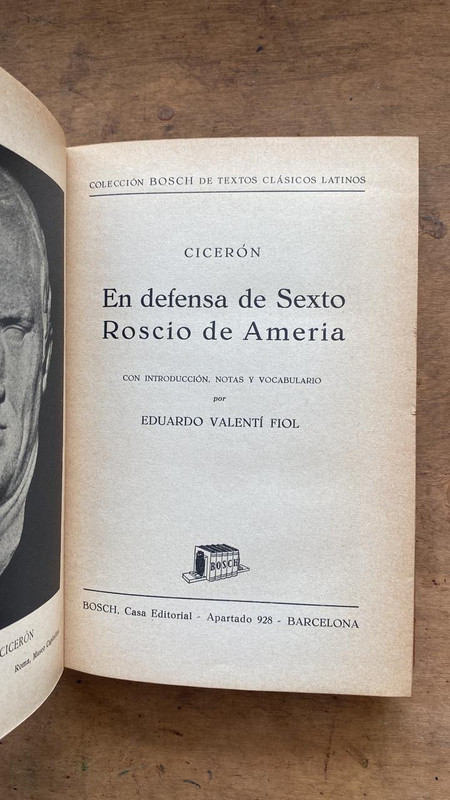 CICERÓN
Roma, Museo
COLECCIÓN BOSCH DE TEXTOS CLÁSICOS LATINOS
CICERÓN
En defensa de Sexto
Roscio de Ameria
CON INTRODUCCIÓN, NOTAS Y VOCABULARIO
por
EDUARDO VALENTÍ FIOL
BOSCH
BOSCH, Casa Editorial - Apartado 928 - BARCELONA